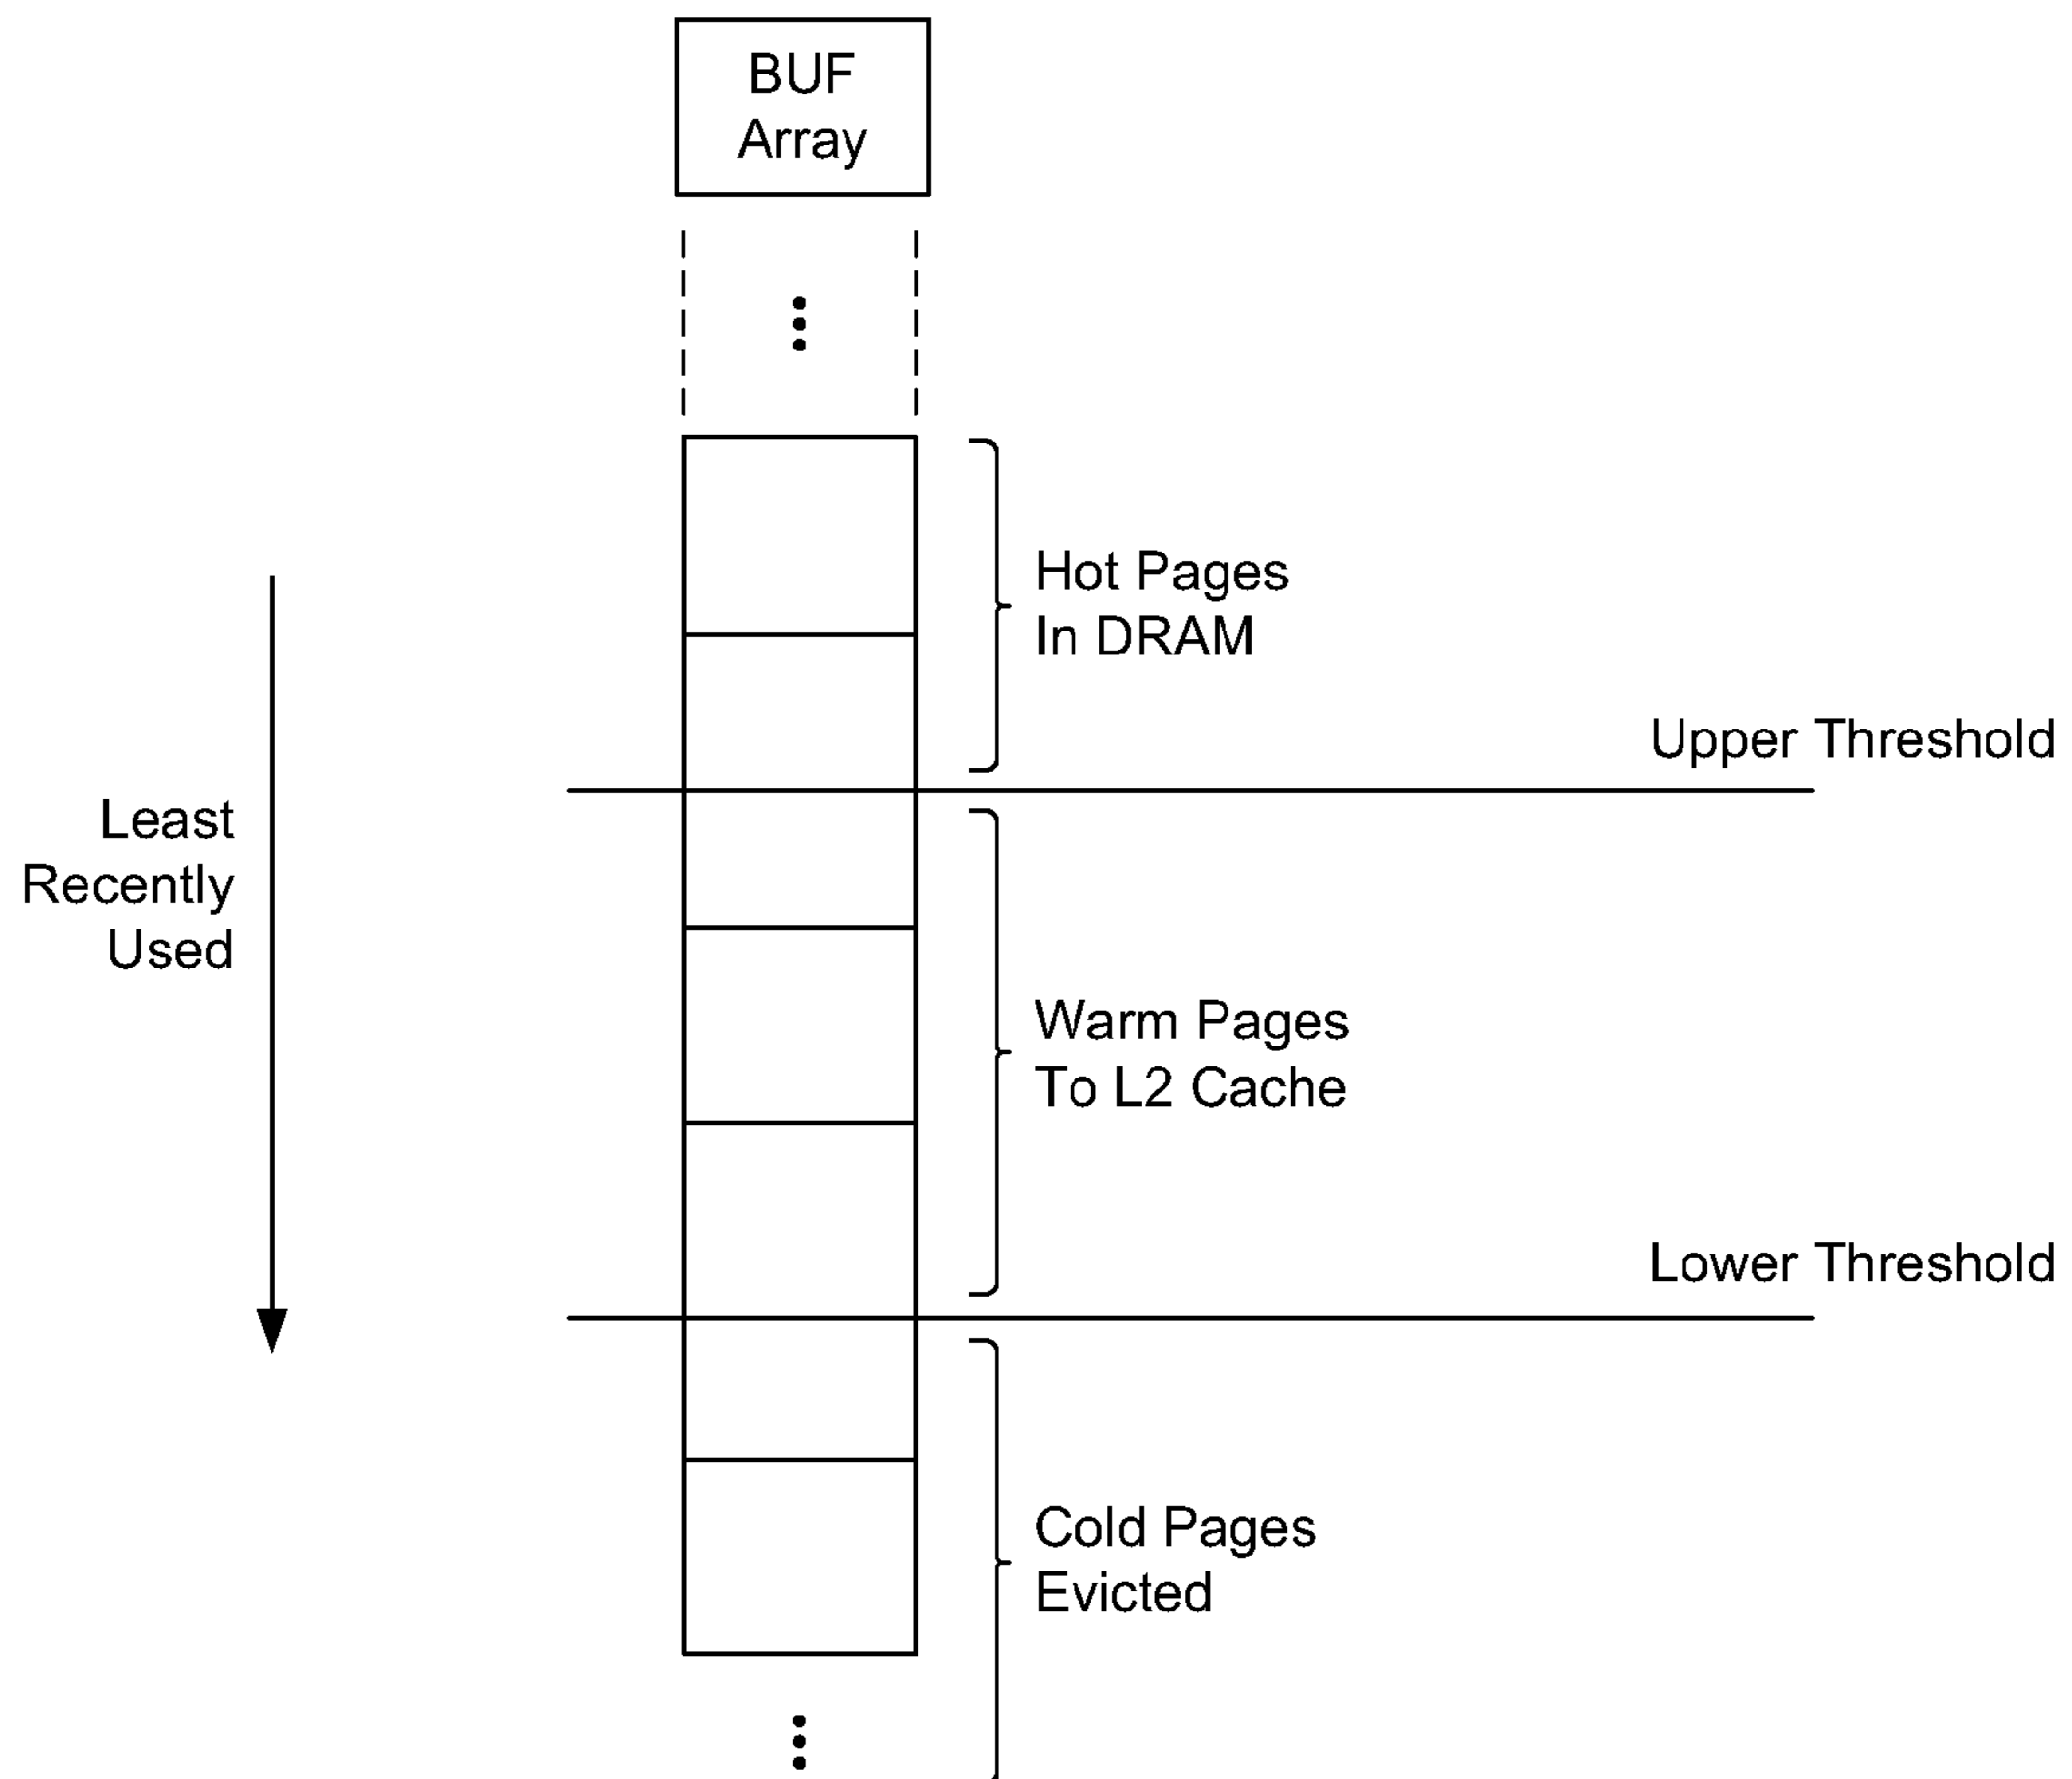 BUF
Array
Hot Pages
In DRAM
Upper Threshold
Least
Recently
Used
Warm Pages
To L2 Cache
Lower Threshold
Cold Pages
Evicted